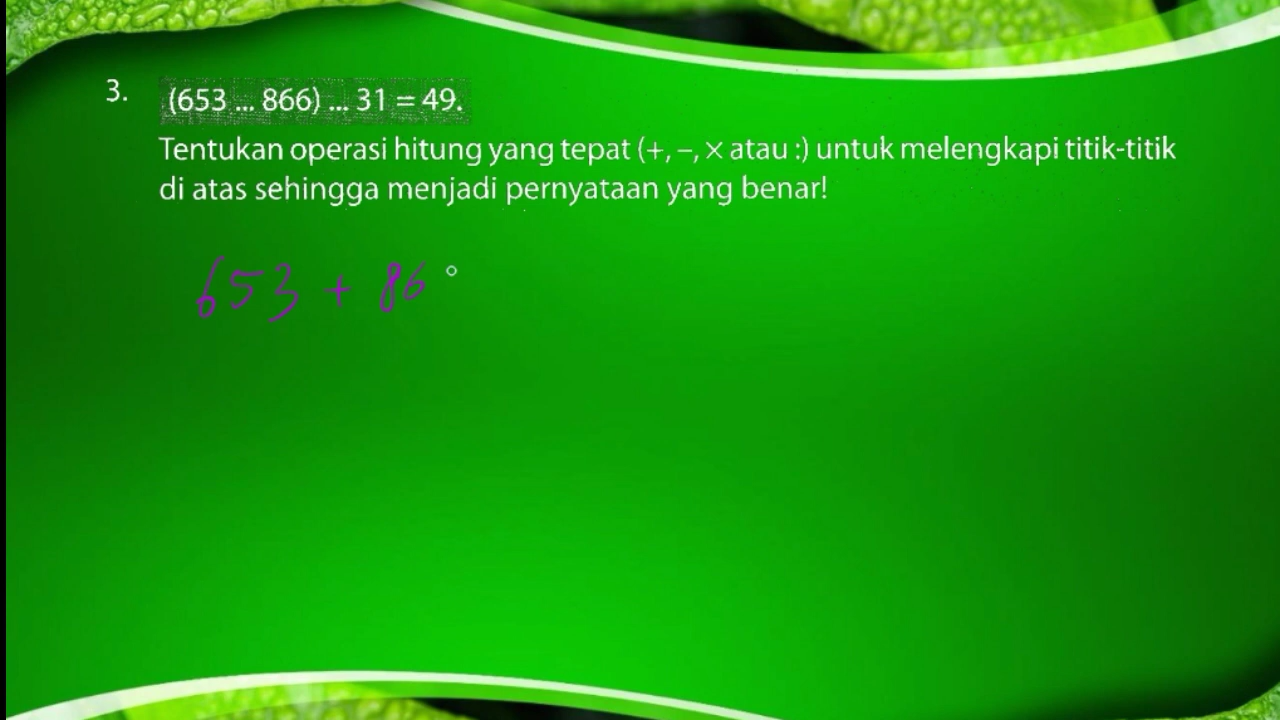 3. (653 ... 866) ... 31 = 49.
Tentukan operasi hitung yang tepat (+, –, × atau :) untuk melengkapi titik-titik
di atas sehingga menjadi pernyataan yang benar!
653 + 86